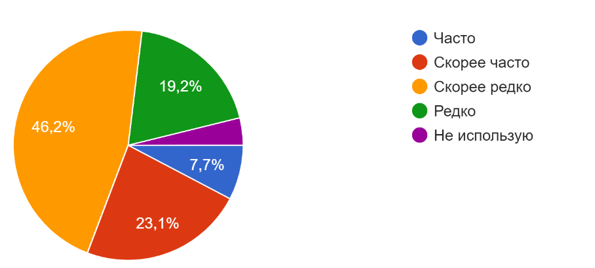 Часто
Скорее часто
Скорее редко
Редко
Не использую
19,2%
46,2%
7,7%
23,1%